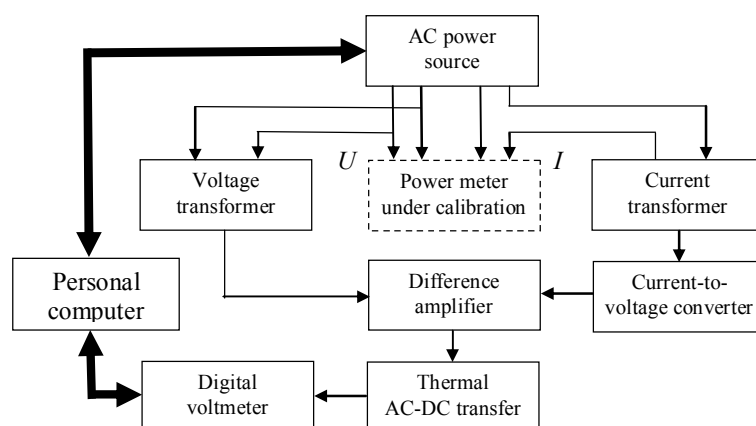 AC power
source
U
I
Voltage
transformer
Power meter
under calibration
Current
transformer
Personal
computer
Difference
amplifier
Current-to-
voltage converter
Digital
voltmeter
Thermal
AC-DC transfer